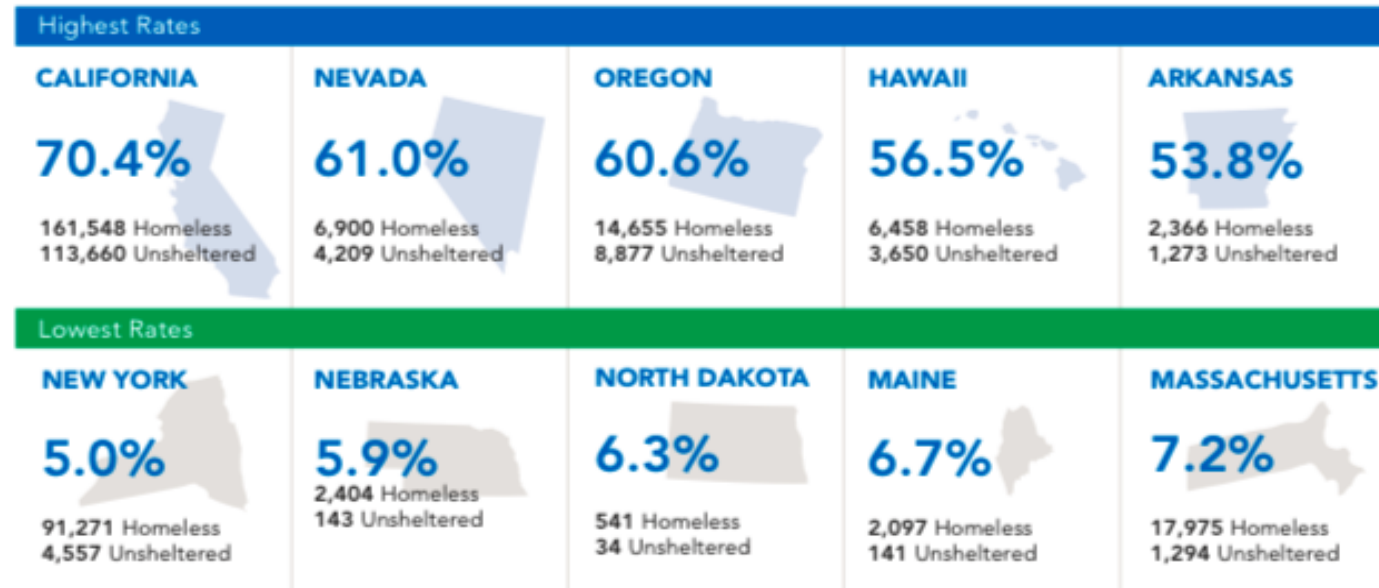 Highest Rates
CALIFORNIA
70.4%
161,548 Homeless
113,660 Unsheltered
NEVADA
61.0%
6,900 Homeless
4,209 Unsheltered
OREGON
60.6%
14,655 Homeless
8,877 Unsheltered
HAWAII
56.5%
6,458 Homeless
3,650 Unsheltered
ARKANSAS
53.8%
2,366 Homeless
1,273 Unsheltered
Lowest Rates
NEW YORK
5.0%
91,271 Homeless
4,557 Unsheltered
NEBRASKA
5.9%
2,404 Homeless
143 Unsheltered
NORTH DAKOTA
6.3%
541 Homeless
34 Unsheltered
MAINE
6.7%
2,097 Homeless
141 Unsheltered
MASSACHUSETTS
7.2%
17,975 Homeless
1,294 Unsheltered